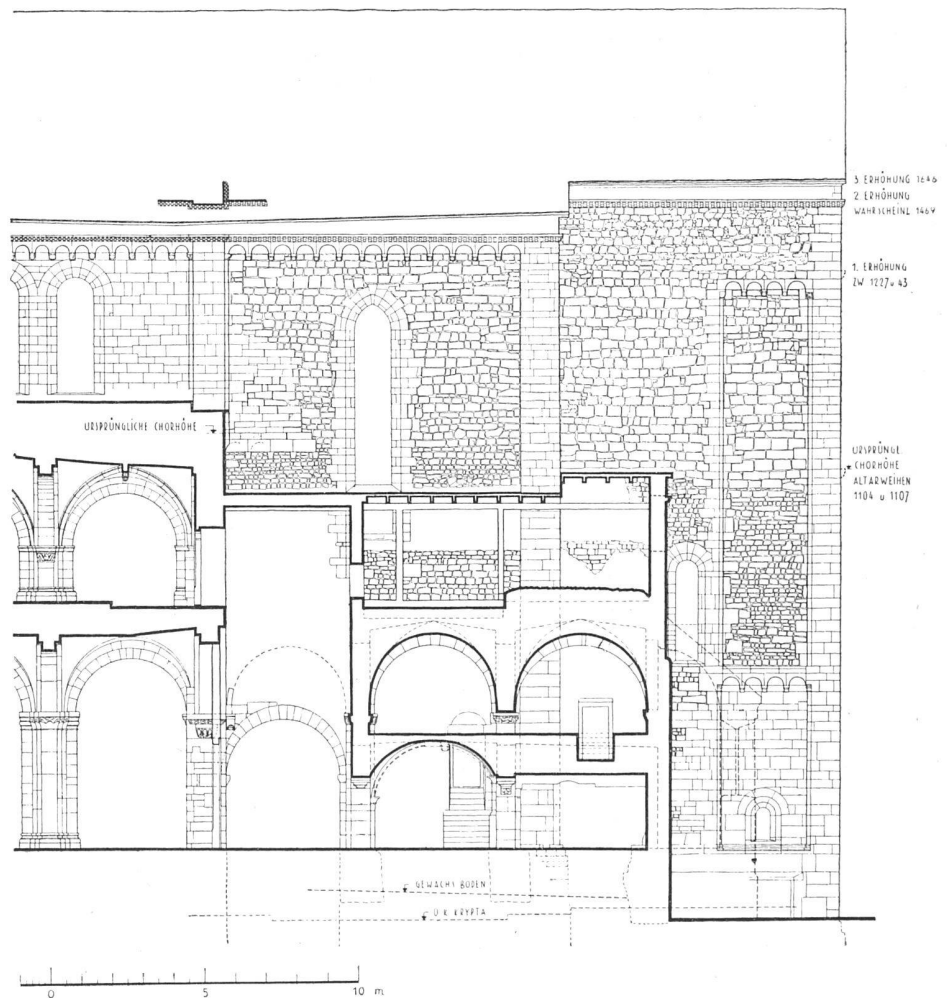 3. ERHÖHUNG 1646
2. ERHÖHUNG
WAHRSCHEINL 1469
1. ERHÖHUNG
ZW 1227 u 43
URSPRÜNGLICHE CHORHÖHE
URSPRÜNGL.
CHORHÖHE
ALTARWEIHEN
1104 u 1107
GEWACHS BODEN
O K KRYPTA
0 5 10 m